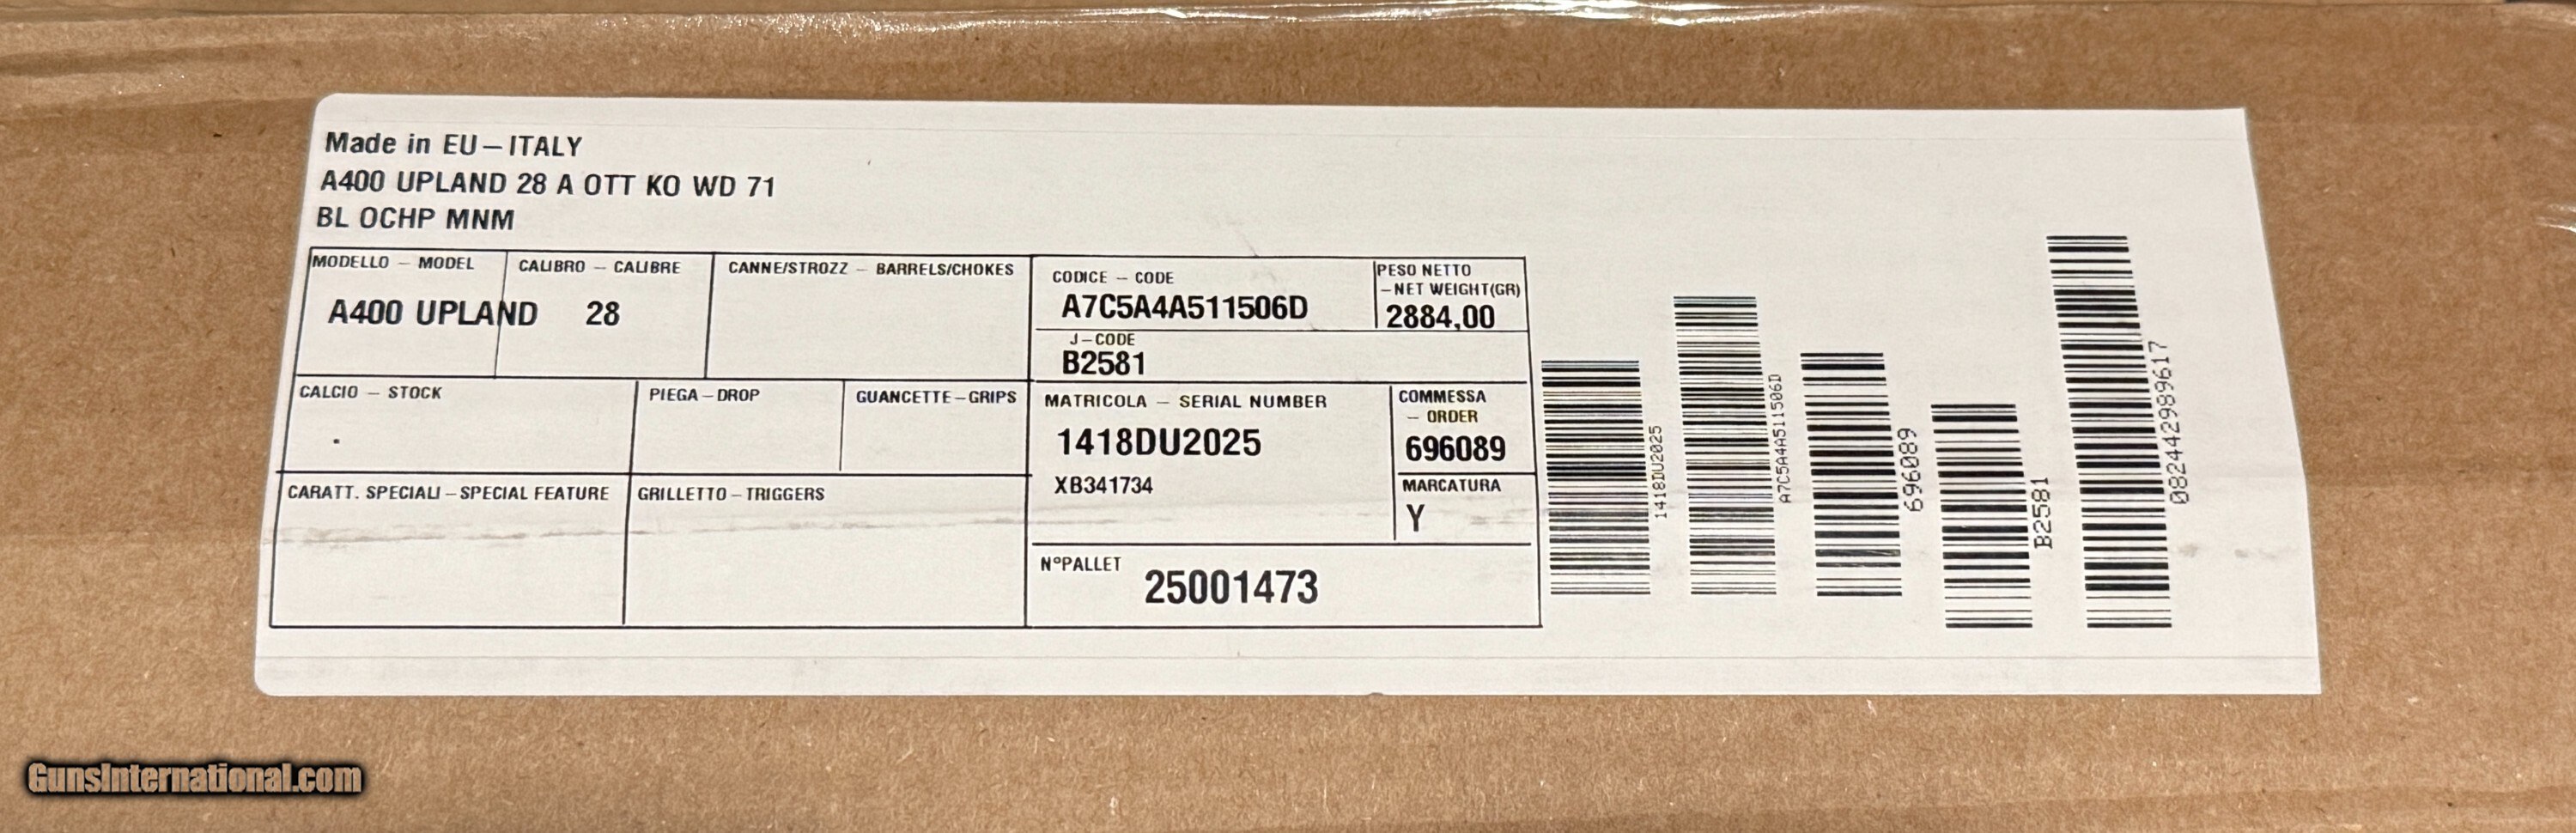 Made in EU-ITALY
A400 UPLAND 28 A OTT KO WD 71
BL OCHP MNM
MODELLO - MODEL
A400 UPLAND
CALIBRO - CALIBRE
28
CANNE/STROZZ - BARRELS/CHOKES
CODICE - CODE
A7C5A4A511506D
PESO NETTO
-NET WEIGHT(GR)
2884,00
J-CODE
B2581
CALCIO - STOCK
PIEGA-DROP
GUANCETTE-GRIPS
MATRICOLA - SERIAL NUMBER
1418DU2025
XB341734
COMMESSA
- ORDER
696089
CARATT. SPECIALI-SPECIAL FEATURE
GRILLETTO-TRIGGERS
MARCATURA
Y
N°PALLET
25001473
1418DU2025
A7C5A4A511506D
696089
B2581
082442989617
GunsInternational.com